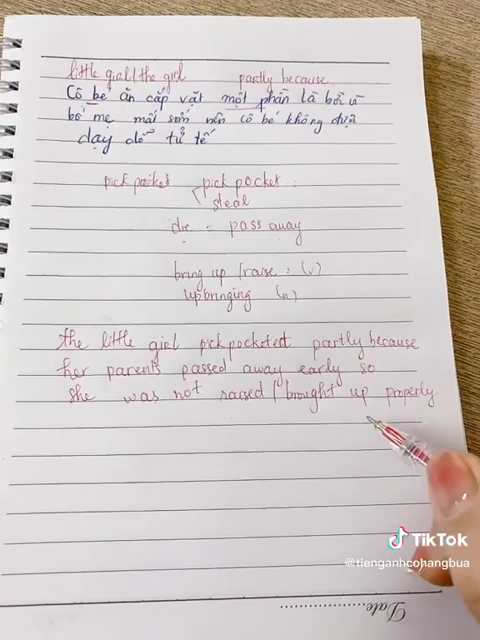 little girl / the girl partly because
Cô bé ăn cắp vặt một phần là bởi vì
bố mẹ mất sớm nên cô bé không được
dạy dỗ tử tế
pick pocket pick pocket :
steal
die = pass away
bring up / raise : (v)
upbringing (n)
the little girl pickpocketed partly because
her parents passed away early so
she was not raised / brought up properly
TikTok
@tienganhcohangbua
Date